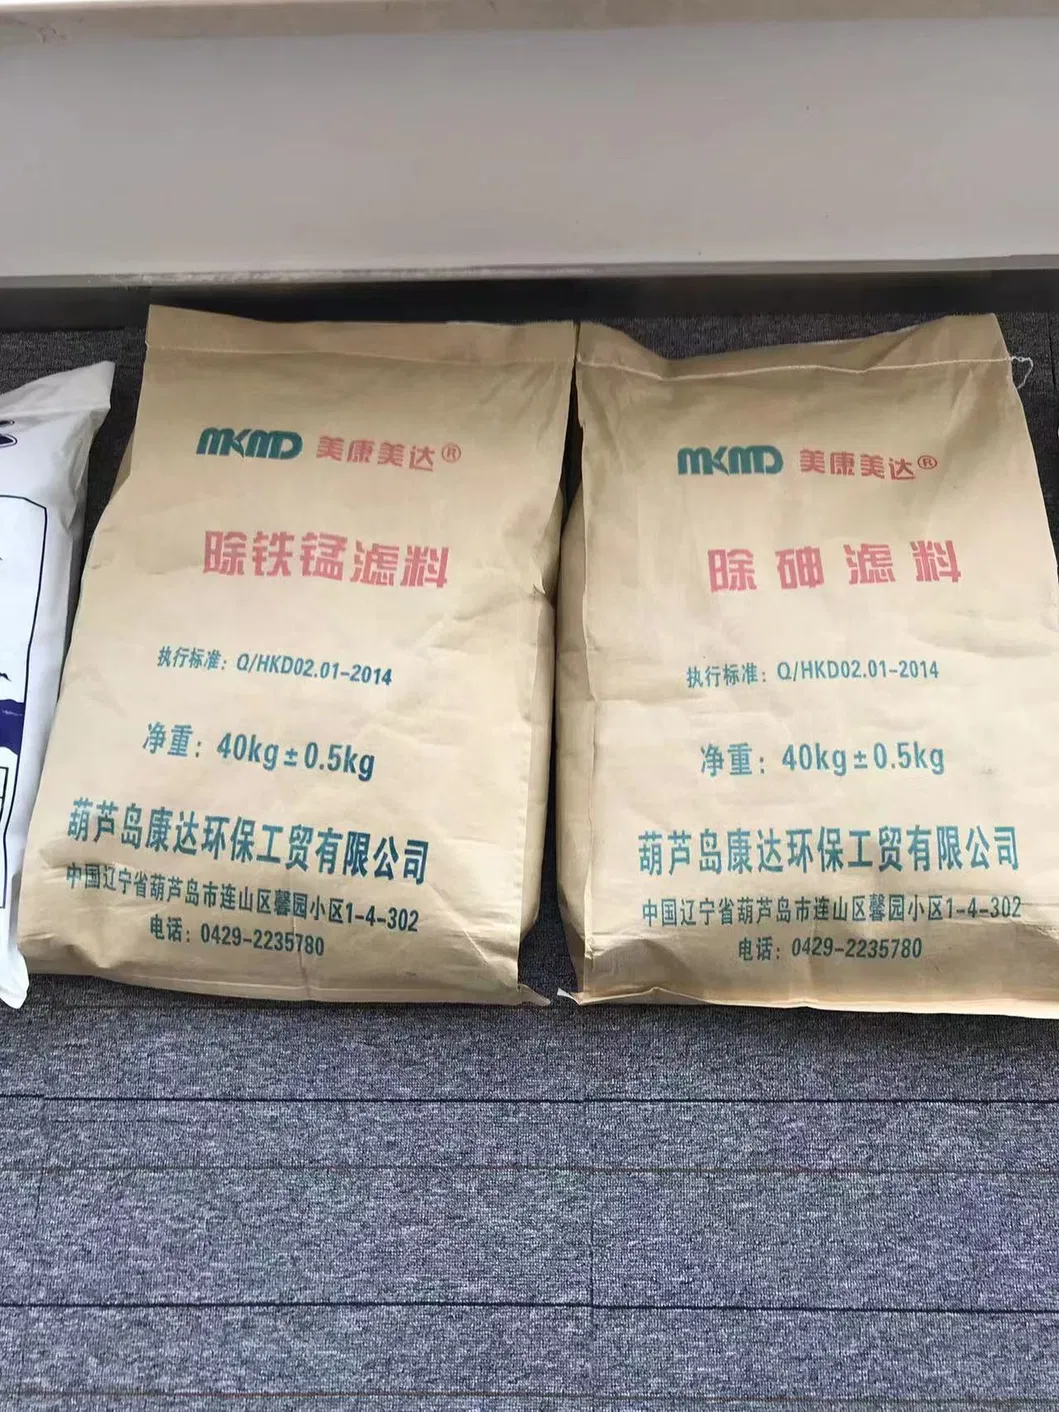 MKMD 美康美达®
除铁锰滤料
执行标准：Q/HKD02.01-2014
净重：40kg±0.5kg
葫芦岛康达环保工贸有限公司
中国辽宁省葫芦岛市连山区馨园小区1-4-302
电话：0429-2235780
MKMD 美康美达®
除砷滤料
执行标准：Q/HKD02.01-2014
净重：40kg±0.5kg
葫芦岛康达环保工贸有限公司
中国辽宁省葫芦岛市连山区馨园小区1-4-302
电话：0429-2235780